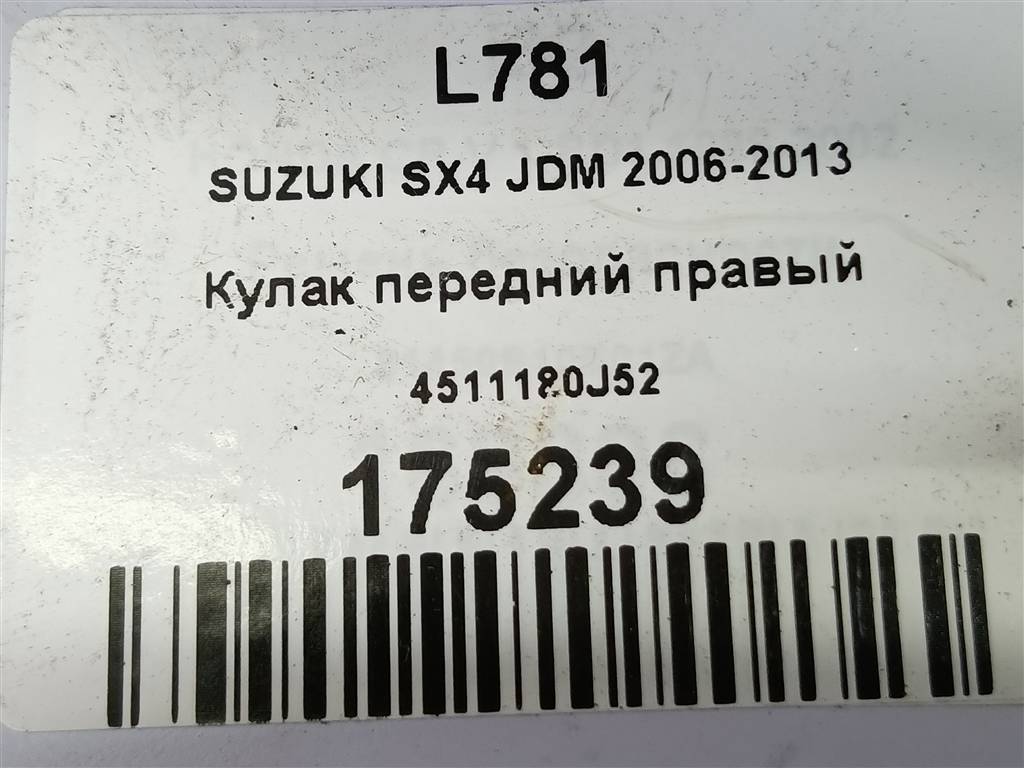 L781
SUZUKI SX4 JDM 2006-2013
Кулак передний правый
4511180J52
175239